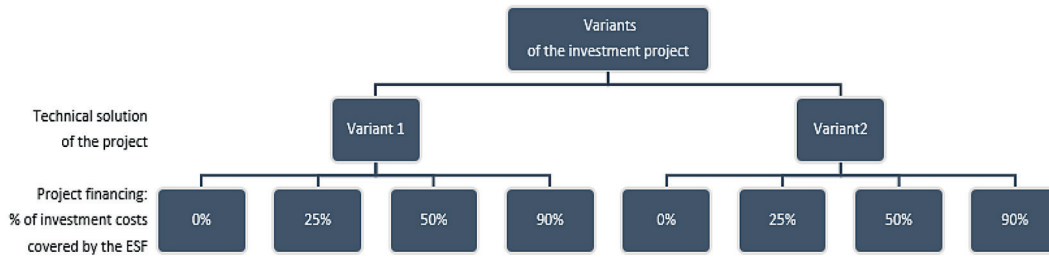 Variants
of the investment project
Technical solution
of the project
Variant 1
Variant2
Project financing:
% of investment costs
covered by the ESF
0%
25%
50%
90%
0%
25%
50%
90%